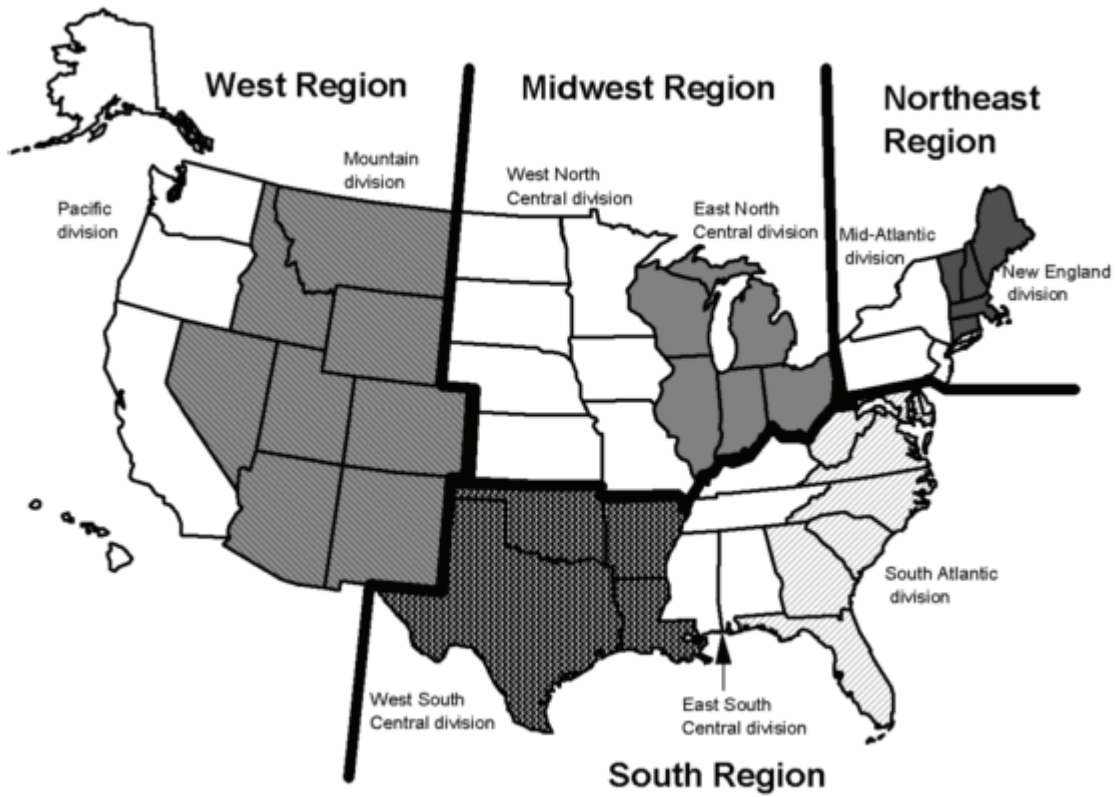 West Region
Midwest Region
Northeast
Region
Mountain
division
West North
Central division
Pacific
division
East North
Central division
Mid-Atlantic
division
New England
division
South Atlantic
division
West South
Central division
East South
Central division
South Region